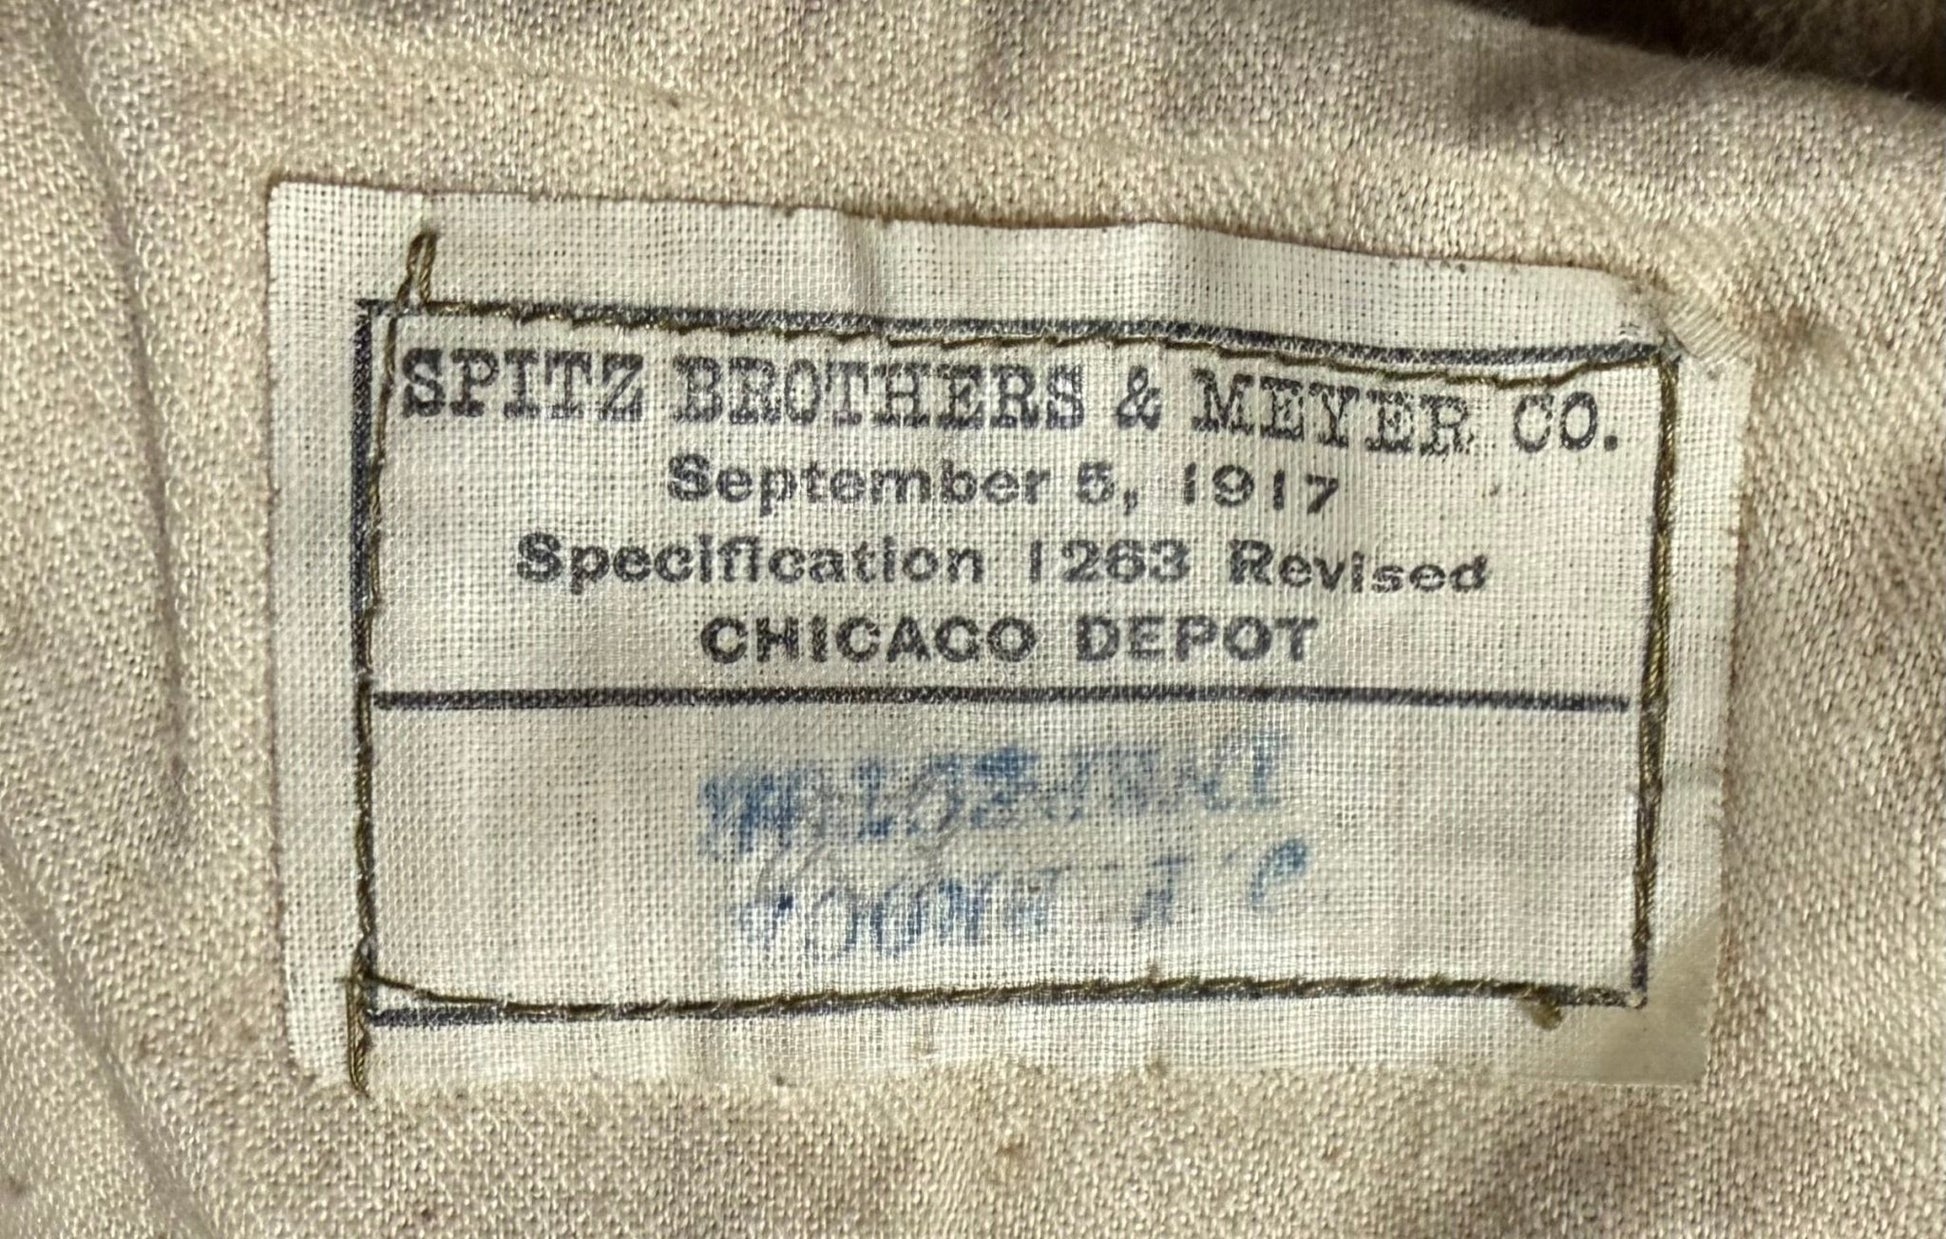 SPITZ BROTHERS & MEYER CO.
September 5, 1917
Specification 1263 Revised
CHICAGO DEPOT